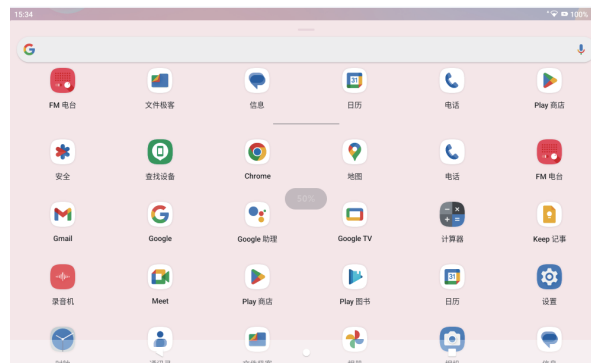 15:34 100%
FM 电台 文件极客 信息 日历 电话 Play 商店
安全 查找设备 Chrome 地图 电话 FM 电台
50%
Gmail Google Google 助理 Google TV 计算器 Keep 记事
录音机 Meet Play 商店 Play 图书 日历 设置